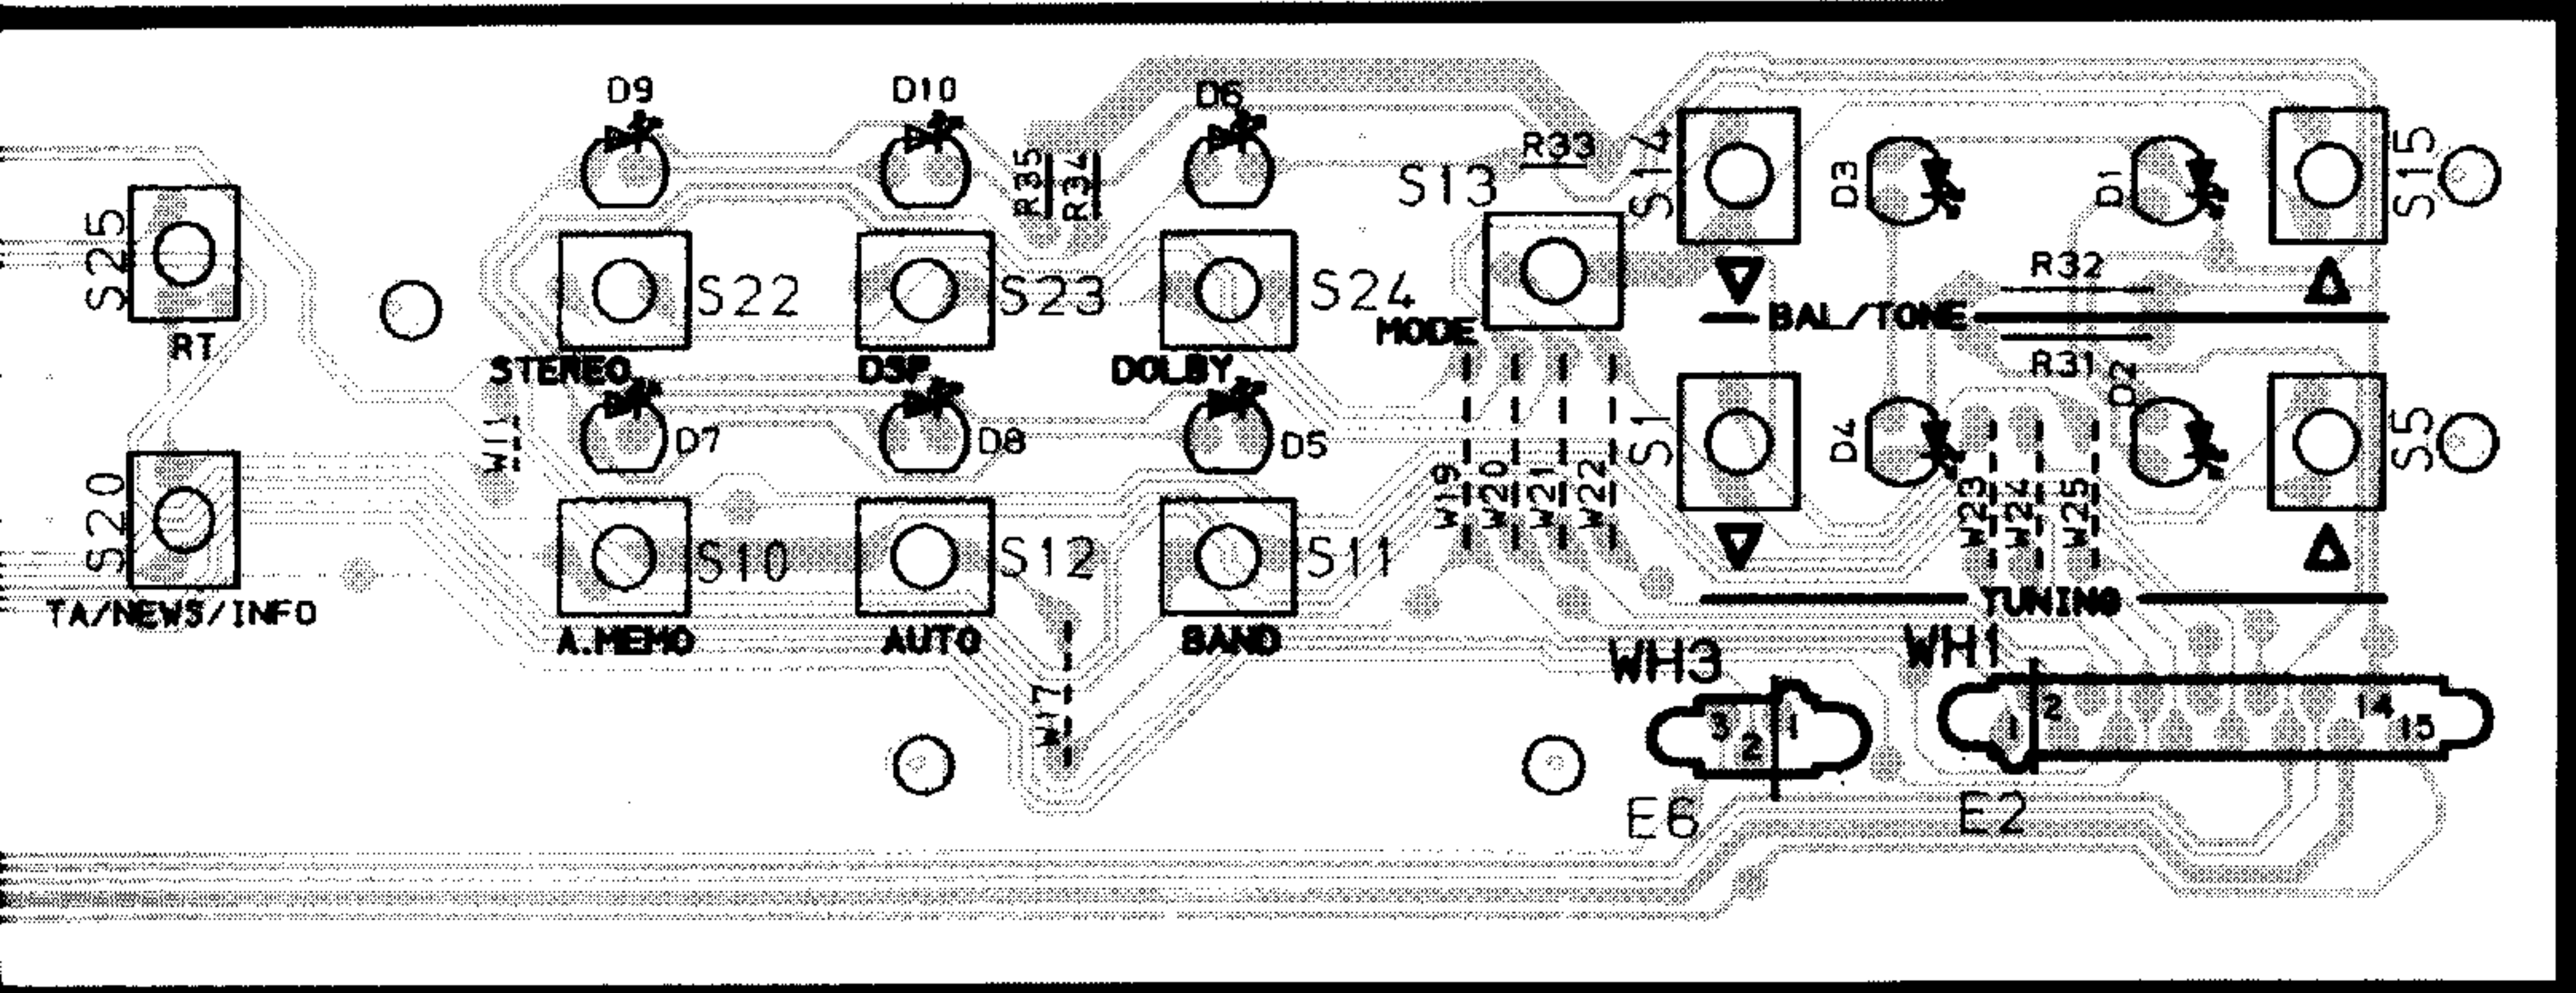 D9
D10
D6
R35
R34
R33
S13
S14
D3
D1
S15
S25
RT
S22
S23
S24
MODE
STEREO
DSP
DOLBY
R32
BAL/TONE
R31
D2
W11
D7
D8
D5
W19
W20
W21
W22
S1
D4
W23
W24
W25
S5
S20
TA/NEWS/INFO
S10
S12
S11
A.MEMO
AUTO
BAND
TUNING
W17
WH3
WH1
3
2
1
1
2
14
15
E6
E2